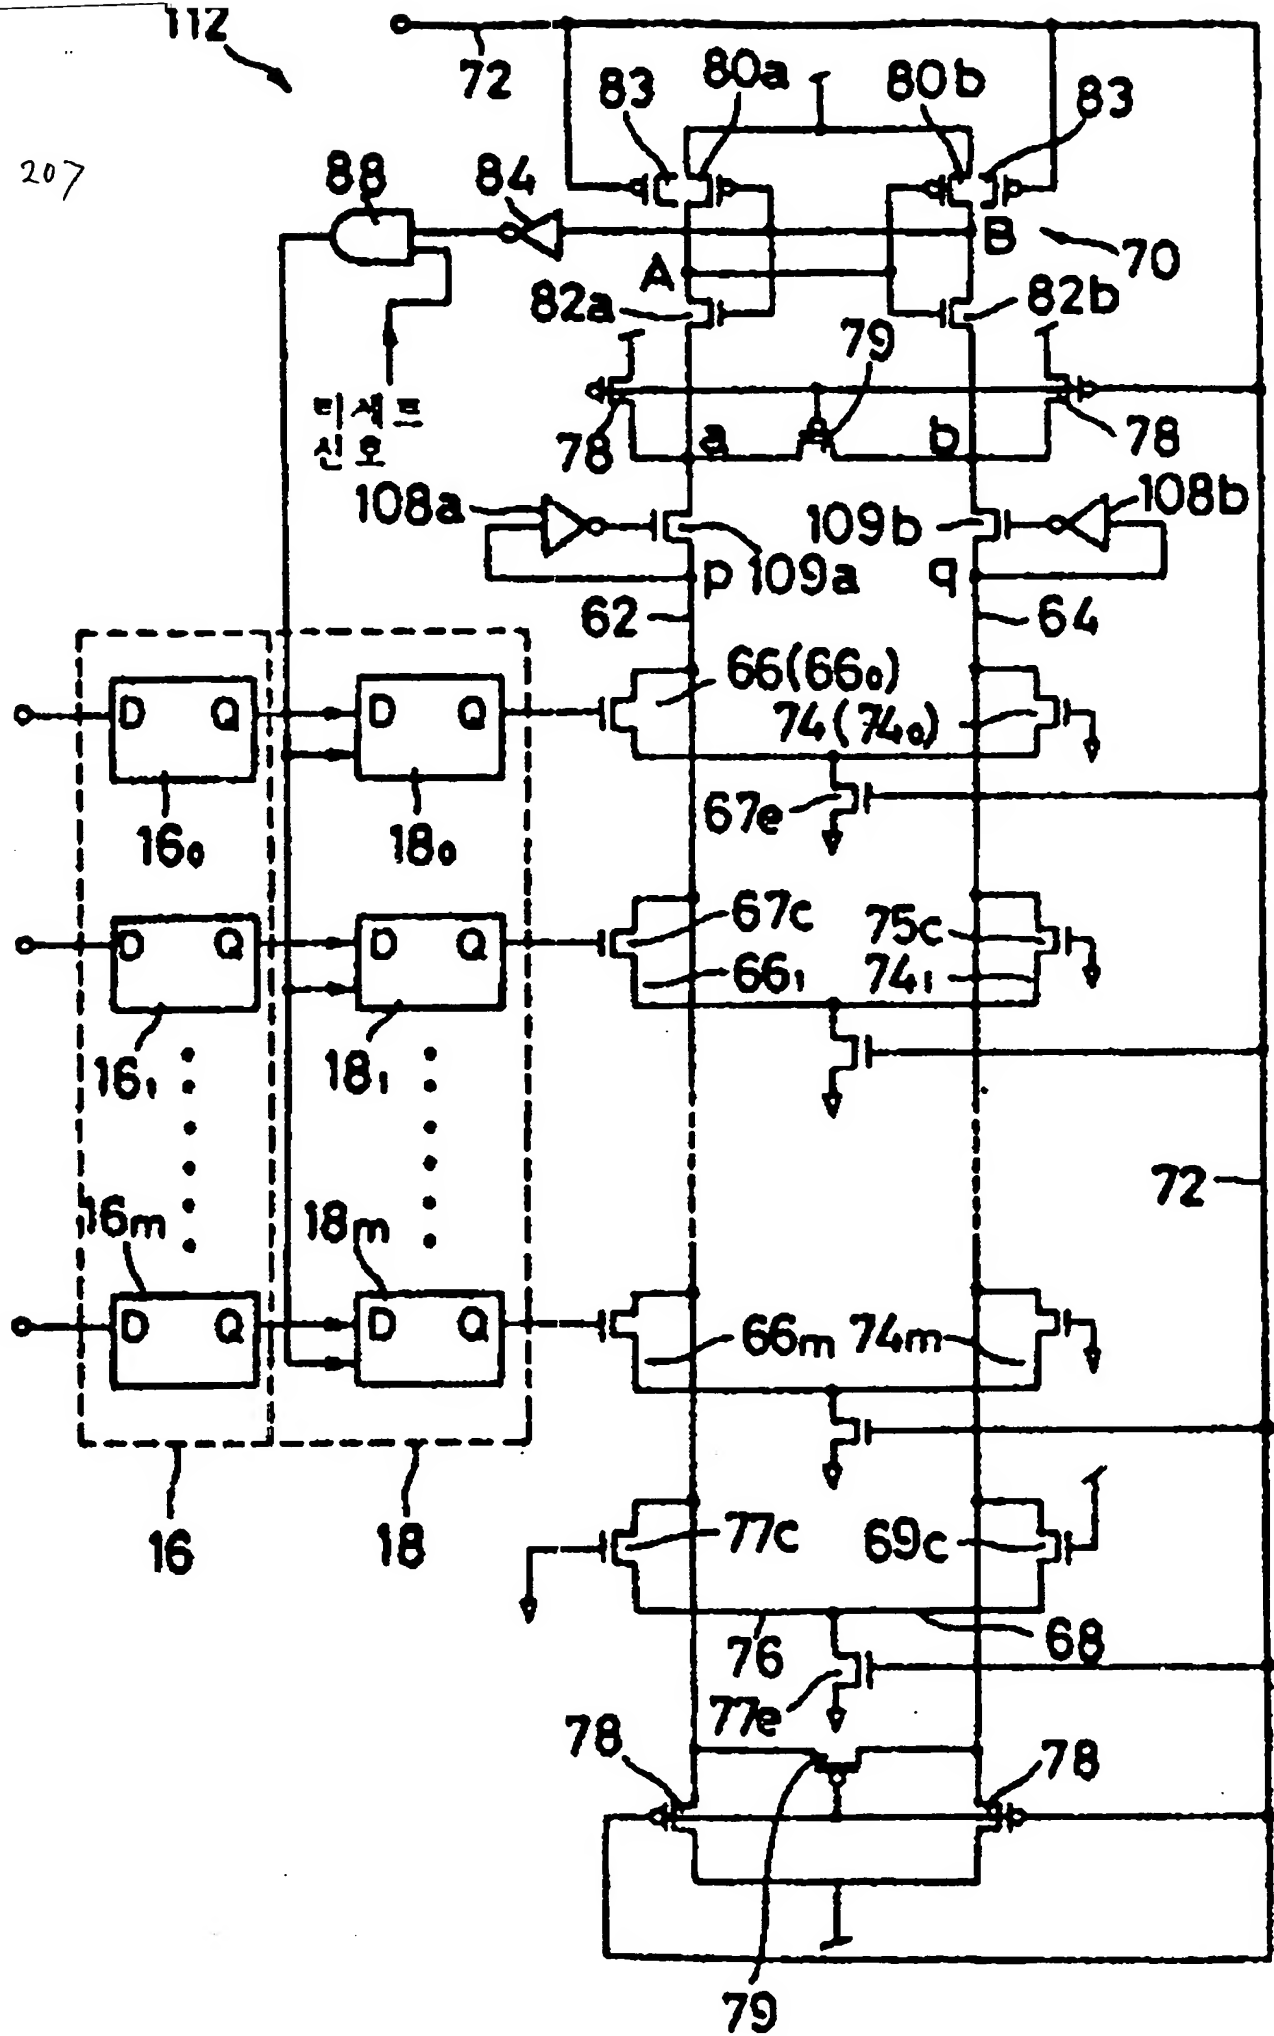 112
72
83
80a
80b
83
207
88
84
A
B
70
82a
82b
79
리세트
신호
78
a
b
78
108a
109b
108b
p
109a
q
62
64
66(66₀)
D Q
D Q
74(74₀)
67e
16₀
18₀
67c
75c
D Q
D Q
66₁
74₁
16₁
18₁
72
16m
18m
D Q
D Q
66m
74m
16
18
77c
69c
76
68
77e
78
78
79